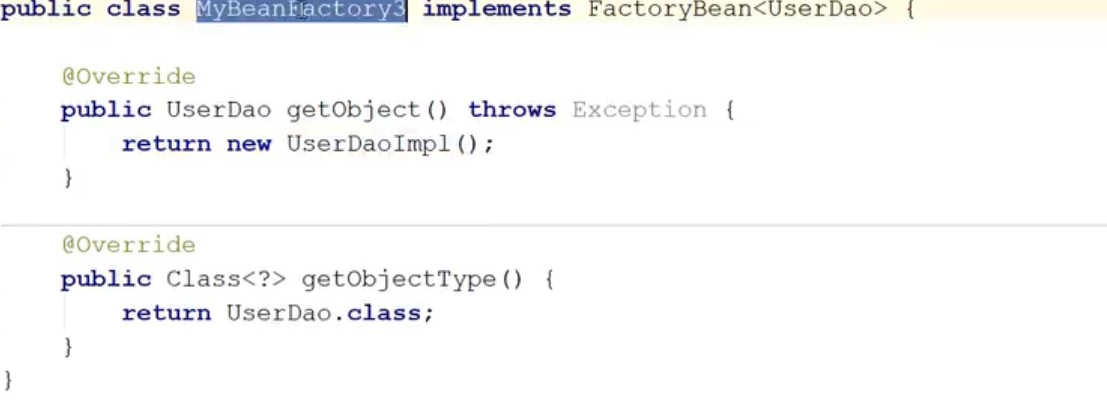 public class MyBeanFactory3 implements FactoryBean<UserDao> {
@Override
public UserDao getObject() throws Exception {
return new UserDaoImpl();
}
@Override
public Class<?> getObjectType() {
return UserDao.class;
}
}